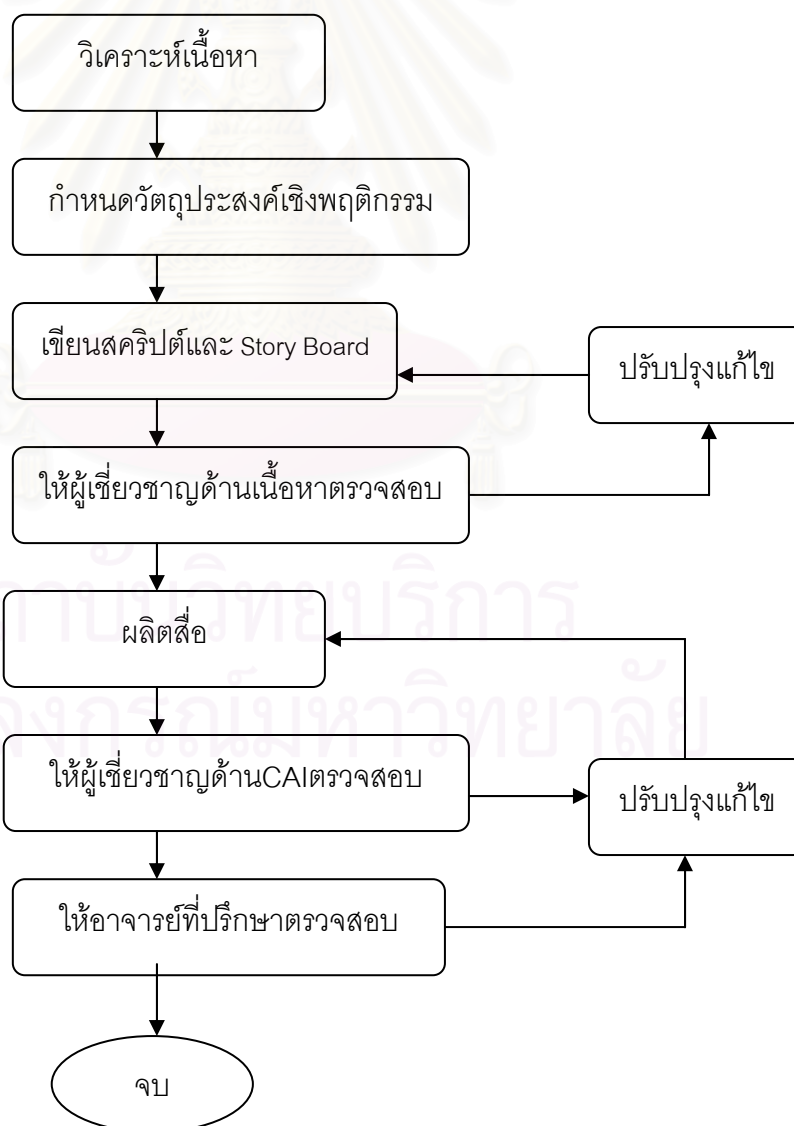 วิเคราะห์เนื้อหา
กำหนดวัตถุประสงค์เชิงพฤติกรรม
เขียนสคริปต์และ Story Board
ปรับปรุงแก้ไข
ให้ผู้เชี่ยวชาญด้านเนื้อหาตรวจสอบ
ผลิตสื่อ
ให้ผู้เชี่ยวชาญด้านCAIตรวจสอบ
ปรับปรุงแก้ไข
ให้อาจารย์ที่ปรึกษาตรวจสอบ
จบ